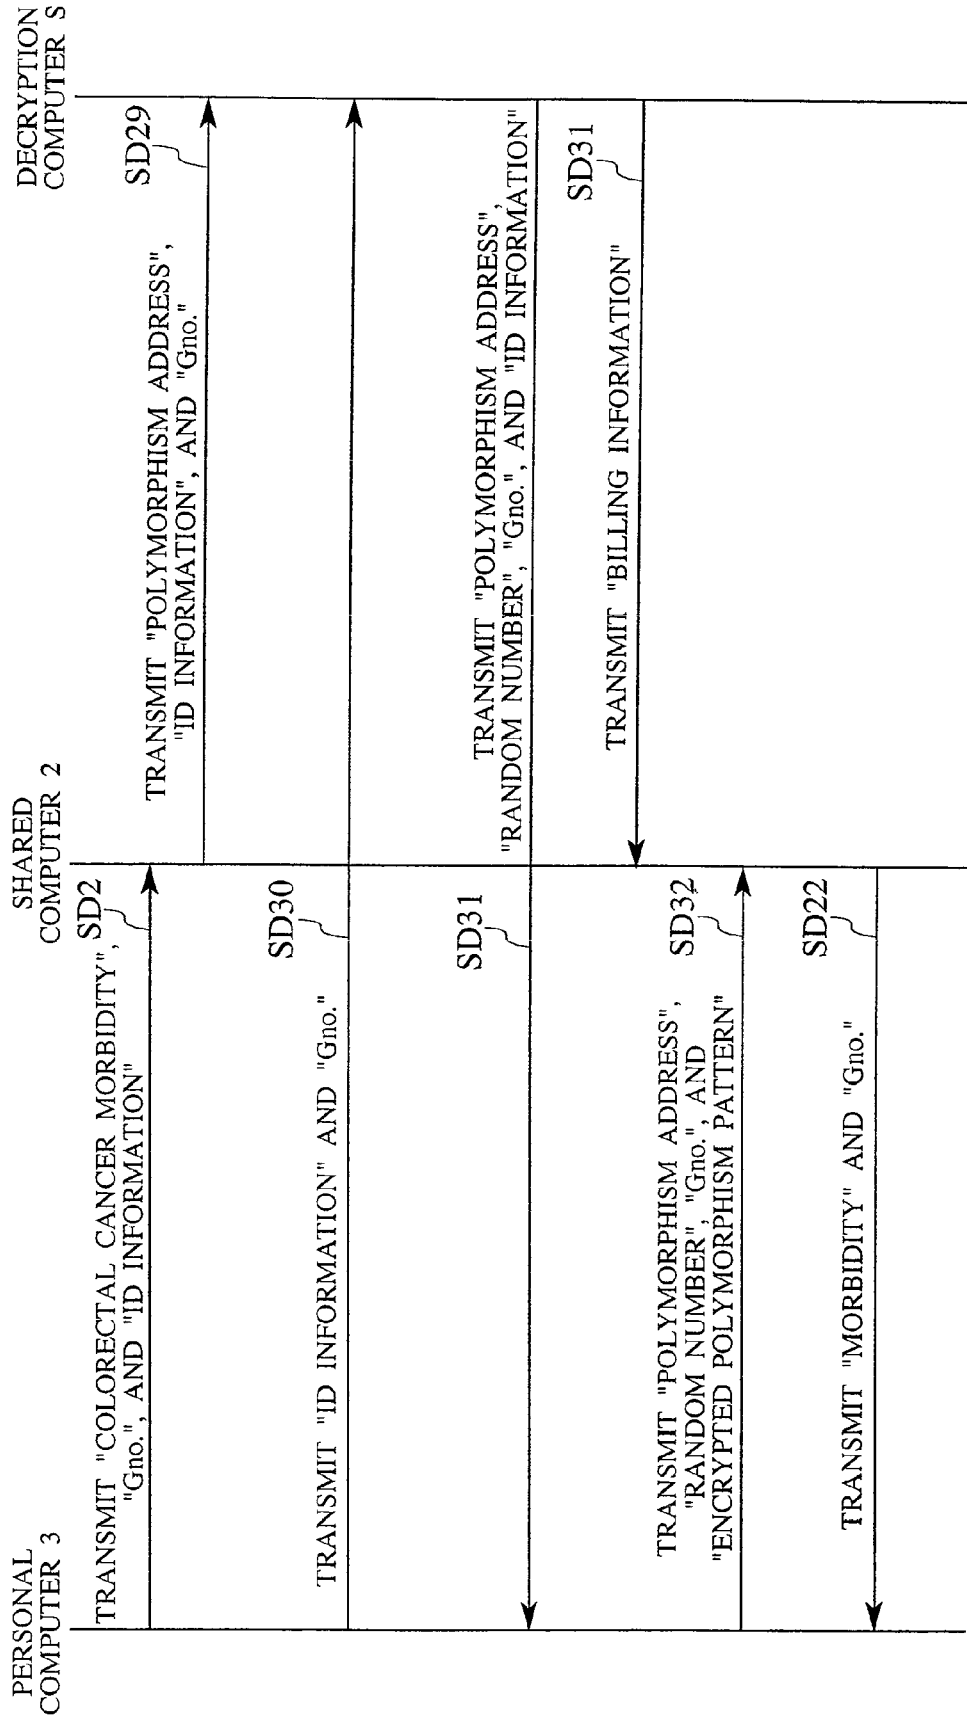 PERSONAL
COMPUTER 3
SHARED
COMPUTER 2
DECRYPTION
COMPUTER S
TRANSMIT "COLORECTAL CANCER MORBIDITY",
"Gno.", AND "ID INFORMATION"
SD2
TRANSMIT "POLYMORPHISM ADDRESS",
"ID INFORMATION", AND "Gno."
SD29
TRANSMIT "ID INFORMATION" AND "Gno."
SD30
TRANSMIT "POLYMORPHISM ADDRESS",
"RANDOM NUMBER", "Gno.", AND "ID INFORMATION"
SD31
TRANSMIT "BILLING INFORMATION"
SD31
TRANSMIT "POLYMORPHISM ADDRESS",
"RANDOM NUMBER", "Gno.", AND
"ENCRYPTED POLYMORPHISM PATTERN"
SD32
TRANSMIT "MORBIDITY" AND "Gno."
SD22